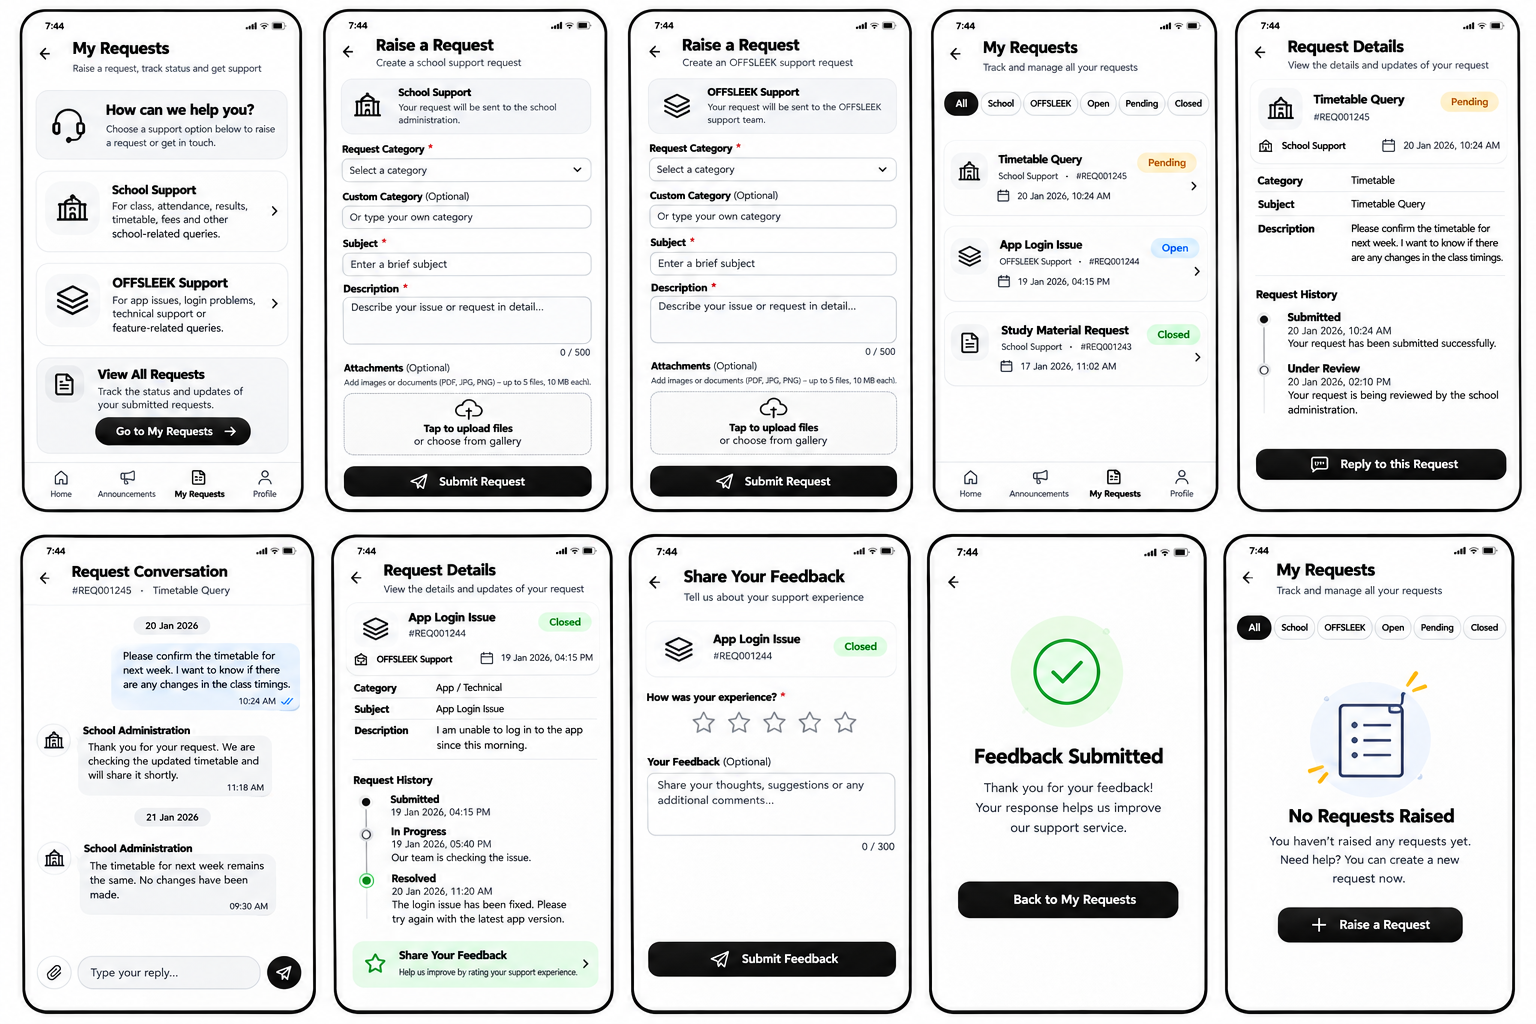 7:44
My Requests
Raise a request, track status and get support
How can we help you?
Choose a support option below to raise
a request or get in touch.
School Support
For class, attendance, results,
timetable, fees and other
school-related queries.
OFFSLEEK Support
For app issues, login problems,
technical support or
feature-related queries.
View All Requests
Track the status and updates of
your submitted requests.
Go to My Requests
Home
Announcements
My Requests
Profile
7:44
Raise a Request
Create a school support request
School Support
Your request will be sent to the school
administration.
Request Category *
Select a category
Custom Category (Optional)
Or type your own category
Subject *
Enter a brief subject
Description *
Describe your issue or request in detail...
0 / 500
Attachments (Optional)
Add images or documents (PDF, JPG, PNG) – up to 5 files, 10 MB each).
Tap to upload files
or choose from gallery
Submit Request
7:44
Raise a Request
Create an OFFSLEEK support request
OFFSLEEK Support
Your request will be sent to the OFFSLEEK
support team.
Request Category *
Select a category
Custom Category (Optional)
Or type your own category
Subject *
Enter a brief subject
Description *
Describe your issue or request in detail...
0 / 500
Attachments (Optional)
Add images or documents (PDF, JPG, PNG) – up to 5 files, 10 MB each).
Tap to upload files
or choose from gallery
Submit Request
7:44
My Requests
Track and manage all your requests
All School OFFSLEEK Open Pending Closed
Timetable Query
Pending
School Support • #REQ001245
20 Jan 2026, 10:24 AM
App Login Issue
Open
OFFSLEEK Support • #REQ001244
19 Jan 2026, 04:15 PM
Study Material Request
Closed
School Support • #REQ001243
17 Jan 2026, 11:02 AM
Home
Announcements
My Requests
Profile
7:44
Request Details
View the details and updates of your request
Timetable Query
Pending
#REQ001245
School Support
20 Jan 2026, 10:24 AM
Category Timetable
Subject Timetable Query
Description Please confirm the timetable for
next week. I want to know if there
are any changes in the class timings.
Request History
Submitted
20 Jan 2026, 10:24 AM
Your request has been submitted successfully.
Under Review
20 Jan 2026, 02:10 PM
Your request is being reviewed by the school
administration.
Reply to this Request
7:44
Request Conversation
#REQ001245 • Timetable Query
20 Jan 2026
Please confirm the timetable for
next week. I want to know if there
are any changes in the class timings.
10:24 AM
School Administration
Thank you for your request. We are
checking the updated timetable and
will share it shortly.
11:18 AM
21 Jan 2026
School Administration
The timetable for next week remains
the same. No changes have been
made.
09:30 AM
Type your reply...
7:44
Request Details
View the details and updates of your request
App Login Issue
Closed
#REQ001244
OFFSLEEK Support
19 Jan 2026, 04:15 PM
Category App / Technical
Subject App Login Issue
Description I am unable to log in to the app
since this morning.
Request History
Submitted
19 Jan 2026, 04:15 PM
In Progress
19 Jan 2026, 05:40 PM
Our team is checking the issue.
Resolved
20 Jan 2026, 11:20 AM
The login issue has been fixed. Please
try again with the latest app version.
Share Your Feedback
Help us improve by rating your support experience.
7:44
Share Your Feedback
Tell us about your support experience
App Login Issue
Closed
#REQ001244
How was your experience? *
Your Feedback (Optional)
Share your thoughts, suggestions or any
additional comments...
0 / 300
Submit Feedback
7:44
Feedback Submitted
Thank you for your feedback!
Your response helps us improve
our support service.
Back to My Requests
7:44
My Requests
Track and manage all your requests
All School OFFSLEEK Open Pending Closed
No Requests Raised
You haven't raised any requests yet.
Need help? You can create a new
request now.
Raise a Request